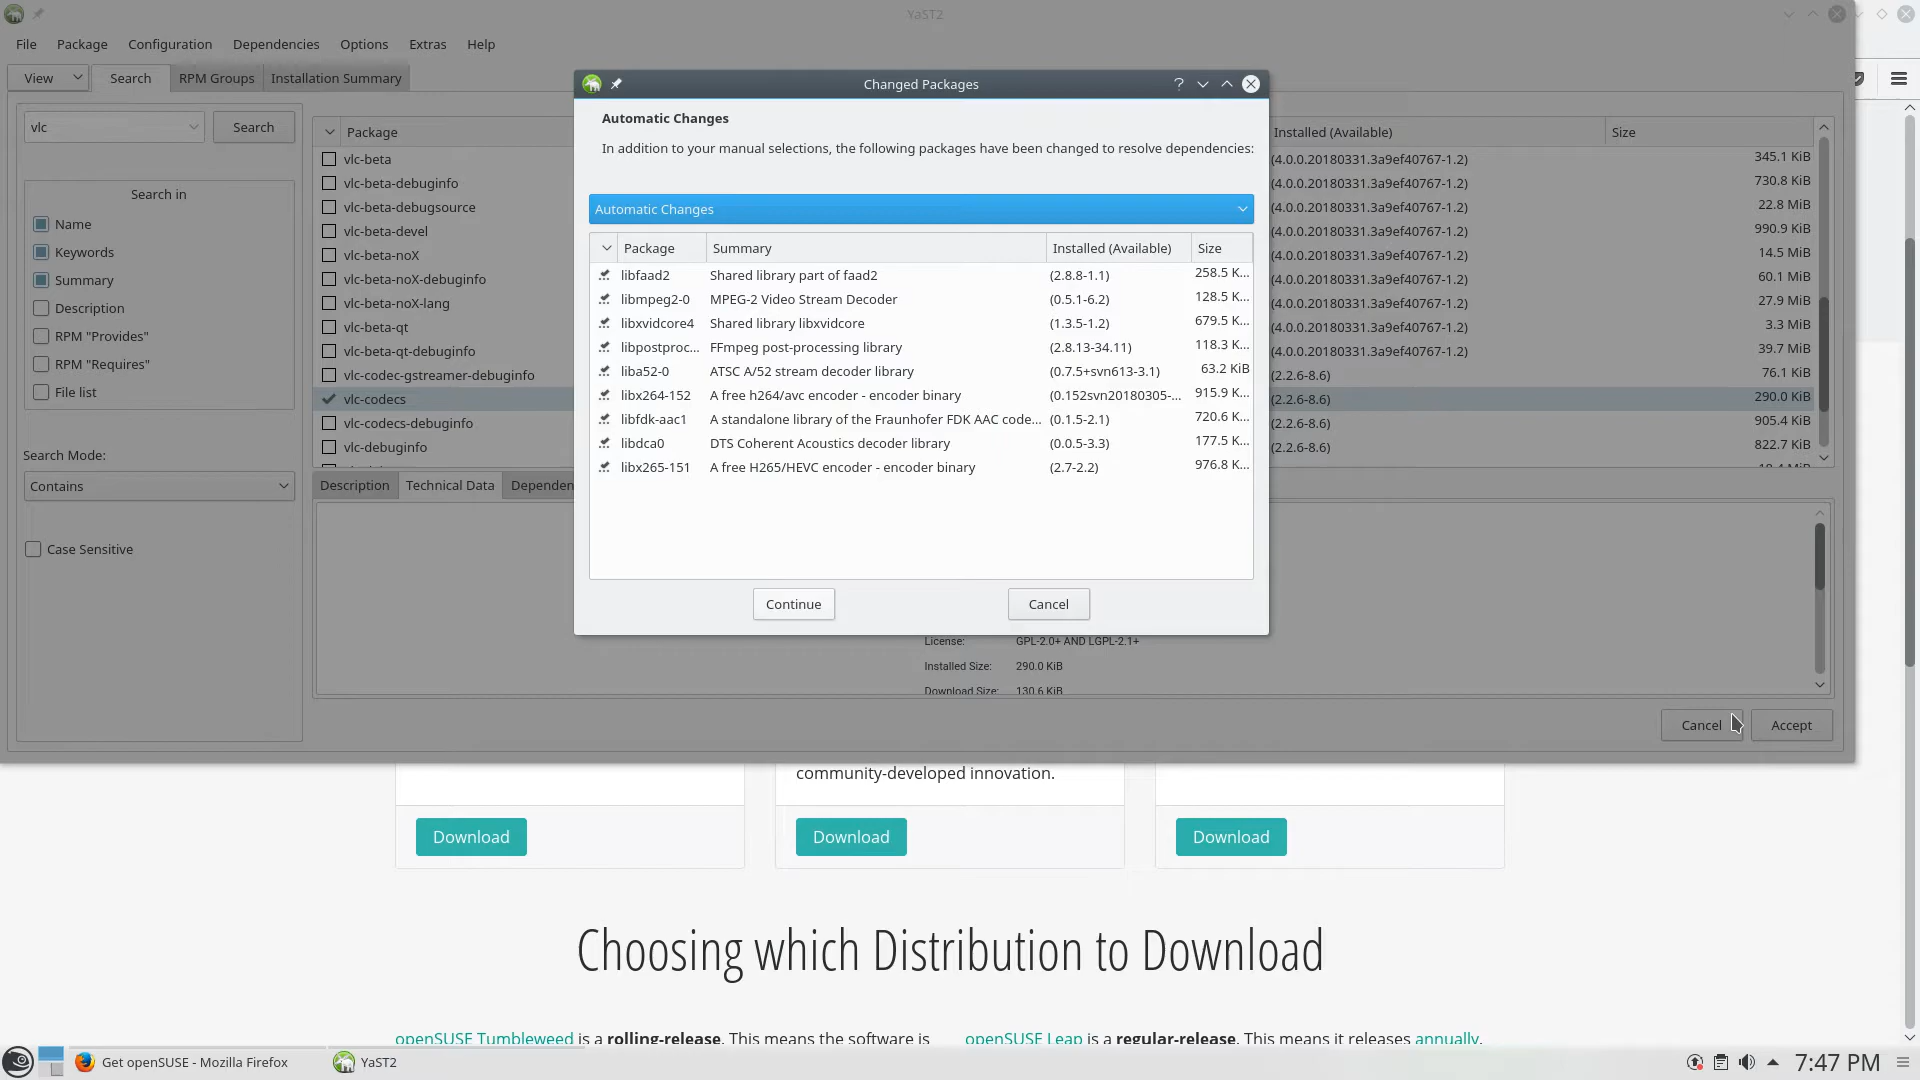 YaST2
File Package Configuration Dependencies Options Extras Help
View Search RPM Groups Installation Summary
vlc Search
Search in
Name
Keywords
Summary
Description
RPM "Provides"
RPM "Requires"
File list
Search Mode:
Contains
Case Sensitive
Package Installed (Available) Size
vlc-beta (4.0.0.20180331.3a9ef40767-1.2) 345.1 KiB
vlc-beta-debuginfo (4.0.0.20180331.3a9ef40767-1.2) 730.8 KiB
vlc-beta-debugsource (4.0.0.20180331.3a9ef40767-1.2) 22.8 MiB
vlc-beta-devel (4.0.0.20180331.3a9ef40767-1.2) 990.9 KiB
vlc-beta-noX (4.0.0.20180331.3a9ef40767-1.2) 14.5 MiB
vlc-beta-noX-debuginfo (4.0.0.20180331.3a9ef40767-1.2) 60.1 MiB
vlc-beta-noX-lang (4.0.0.20180331.3a9ef40767-1.2) 27.9 MiB
vlc-beta-qt (4.0.0.20180331.3a9ef40767-1.2) 3.3 MiB
vlc-beta-qt-debuginfo (4.0.0.20180331.3a9ef40767-1.2) 39.7 MiB
vlc-codec-gstreamer-debuginfo (2.2.6-8.6) 76.1 KiB
vlc-codecs (2.2.6-8.6) 290.0 KiB
vlc-codecs-debuginfo (2.2.6-8.6) 905.4 KiB
vlc-debuginfo (2.2.6-8.6) 822.7 KiB
Description Technical Data Dependen
Changed Packages
Automatic Changes
In addition to your manual selections, the following packages have been changed to resolve dependencies:
Automatic Changes
Package Summary Installed (Available) Size
libfaad2 Shared library part of faad2 (2.8.8-1.1) 258.5 K...
libmpeg2-0 MPEG-2 Video Stream Decoder (0.5.1-6.2) 128.5 K...
libxvidcore4 Shared library libxvidcore (1.3.5-1.2) 679.5 K...
libpostproc... FFmpeg post-processing library (2.8.13-34.11) 118.3 K...
liba52-0 ATSC A/52 stream decoder library (0.7.5+svn613-3.1) 63.2 KiB
libx264-152 A free h264/avc encoder - encoder binary (0.152svn20180305-... 915.9 K...
libfdk-aac1 A standalone library of the Fraunhofer FDK AAC code... (0.1.5-2.1) 720.6 K...
libdca0 DTS Coherent Acoustics decoder library (0.0.5-3.3) 177.5 K...
libx265-151 A free H265/HEVC encoder - encoder binary (2.7-2.2) 976.8 K...
Continue Cancel
License: GPL-2.0+ AND LGPL-2.1+
Installed Size: 290.0 KiB
Download Size: 130.6 KiB
Cancel Accept
community-developed innovation.
Download Download Download
Choosing which Distribution to Download
openSUSE Tumbleweed is a rolling-release. This means the software is
openSUSE Leap is a regular-release. This means it releases annually.
Get openSUSE - Mozilla Firefox YaST2 7:47 PM